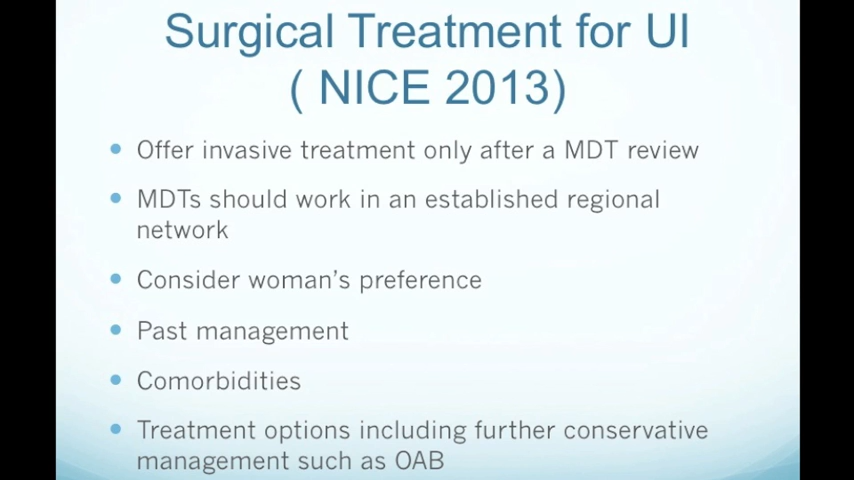 Surgical Treatment for UI
( NICE 2013)
• Offer invasive treatment only after a MDT review
• MDTs should work in an established regional
network
• Consider woman’s preference
• Past management
• Comorbidities
• Treatment options including further conservative
management such as OAB